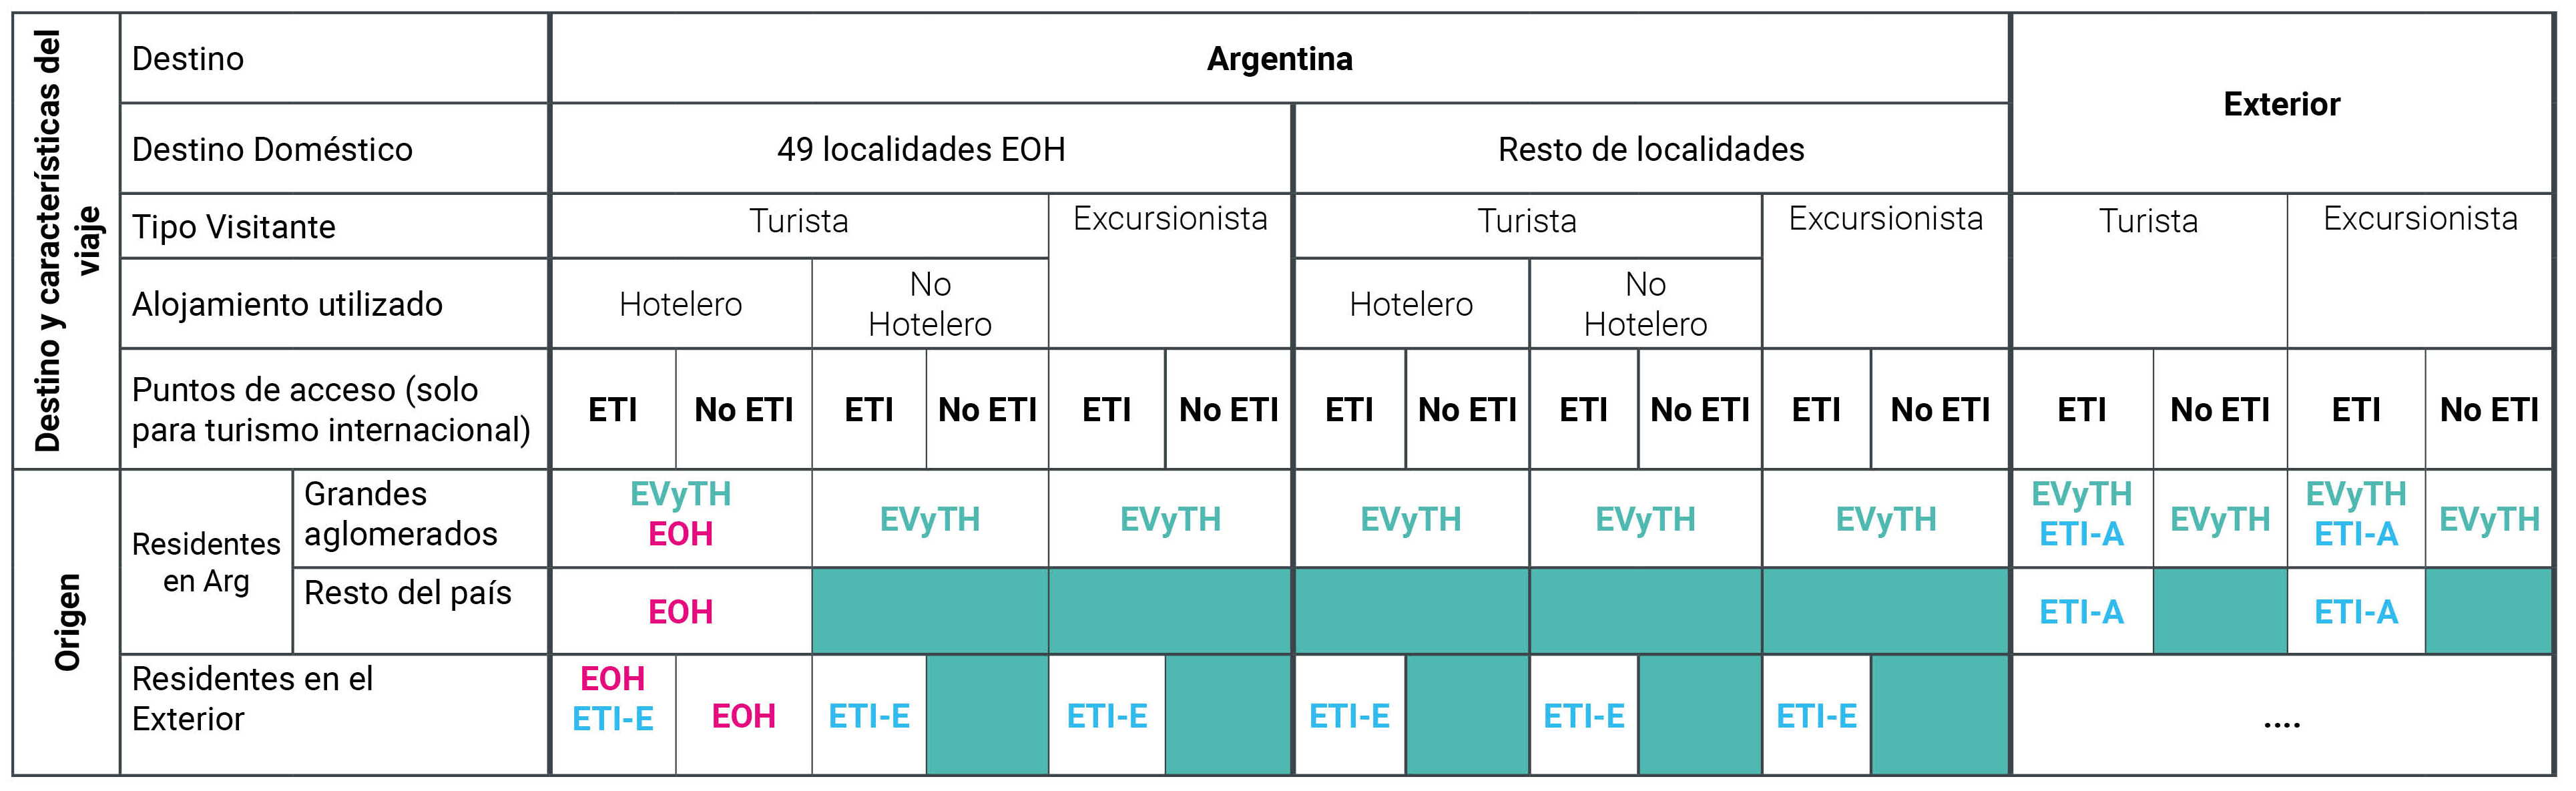 Destino y características del
viaje
Destino
Argentina
Exterior
Destino Doméstico
49 localidades EOH
Resto de localidades
Tipo Visitante
Turista
Excursionista
Turista
Excursionista
Turista
Excursionista
Alojamiento utilizado
Hotelero
No
Hotelero
Hotelero
No
Hotelero
Puntos de acceso (solo
para turismo internacional)
ETI
No ETI
ETI
No ETI
ETI
No ETI
ETI
No ETI
ETI
No ETI
ETI
No ETI
ETI
No ETI
ETI
No ETI
Origen
Residentes
en Arg
Grandes
aglomerados
EVyTH
EOH
EVyTH
EVyTH
EVyTH
EVyTH
EVyTH
EVyTH
ETI-A
EVyTH
EVyTH
ETI-A
EVyTH
Resto del país
EOH
ETI-A
ETI-A
Residentes en el
Exterior
EOH
ETI-E
EOH
ETI-E
ETI-E
ETI-E
ETI-E
ETI-E
....